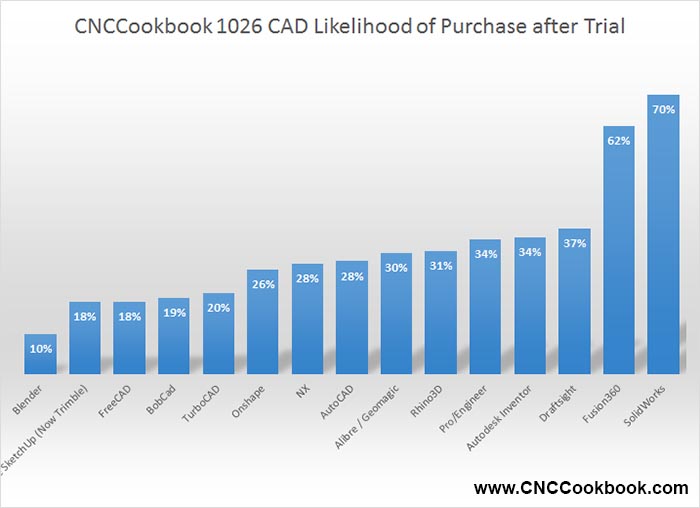 CNCCookbook 1026 CAD Likelihood of Purchase after Trial
10%
18%
18%
19%
20%
26%
28%
28%
30%
31%
34%
34%
37%
62%
70%
Blender
SketchUp (Now Trimble)
FreeCAD
BobCad
TurboCAD
Onshape
NX
AutoCAD
Alibre / Geomagic
Rhino3D
Pro/Engineer
Autodesk Inventor
Draftsight
Fusion360
SolidWorks
www.CNCCookbook.com